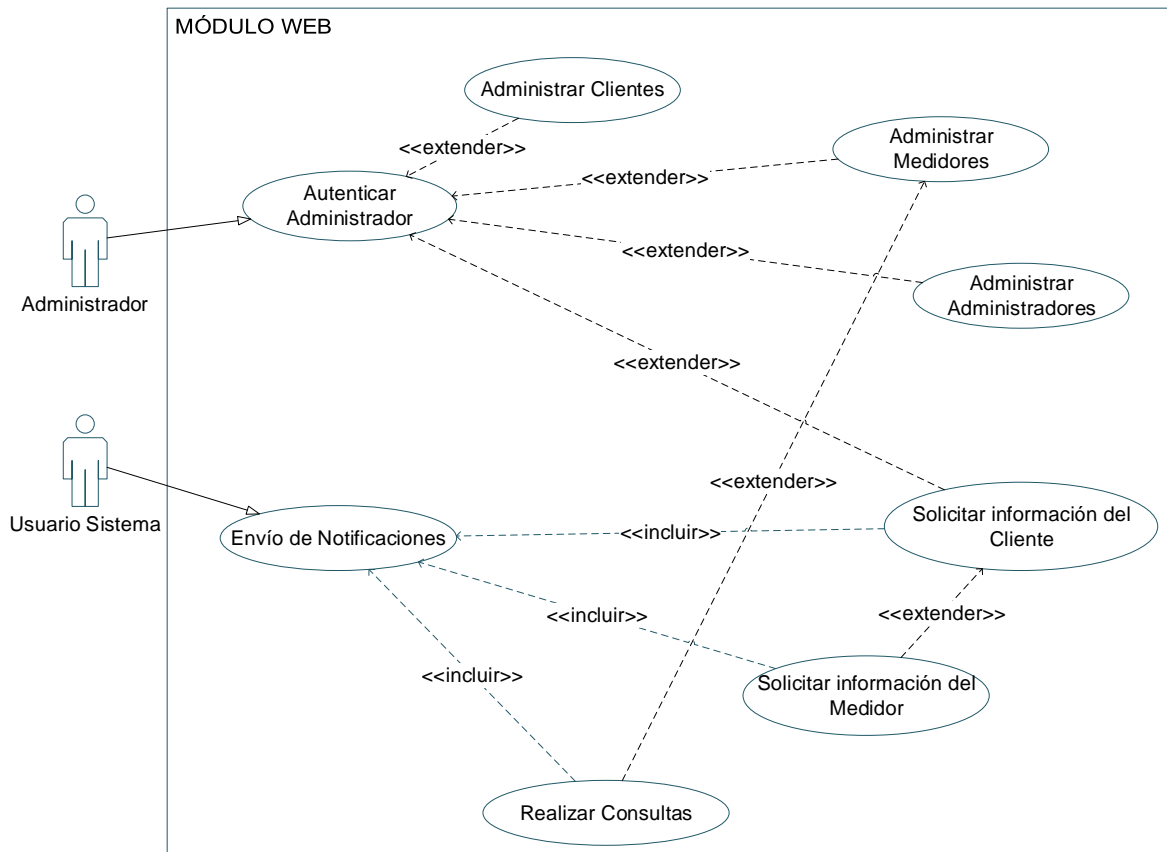 MÓDULO WEB
Administrar Clientes
<<extender>>
Administrar
Medidores
<<extender>>
Autenticar
Administrador
<<extender>>
Administrar
Administradores
Administrador
<<extender>>
<<extender>>
Usuario Sistema
Envío de Notificaciones
<<incluir>>
Solicitar información del
Cliente
<<incluir>>
<<extender>>
<<incluir>>
Solicitar información del
Medidor
Realizar Consultas